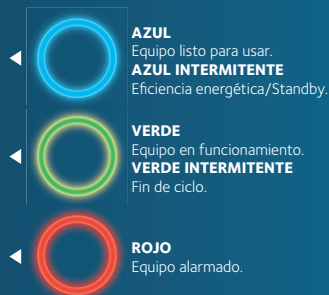 AZUL
Equipo listo para usar.
AZUL INTERMITENTE
Eficiencia energética/Standby.
VERDE
Equipo en funcionamiento.
VERDE INTERMITENTE
Fin de ciclo.
ROJO
Equipo alarmado.